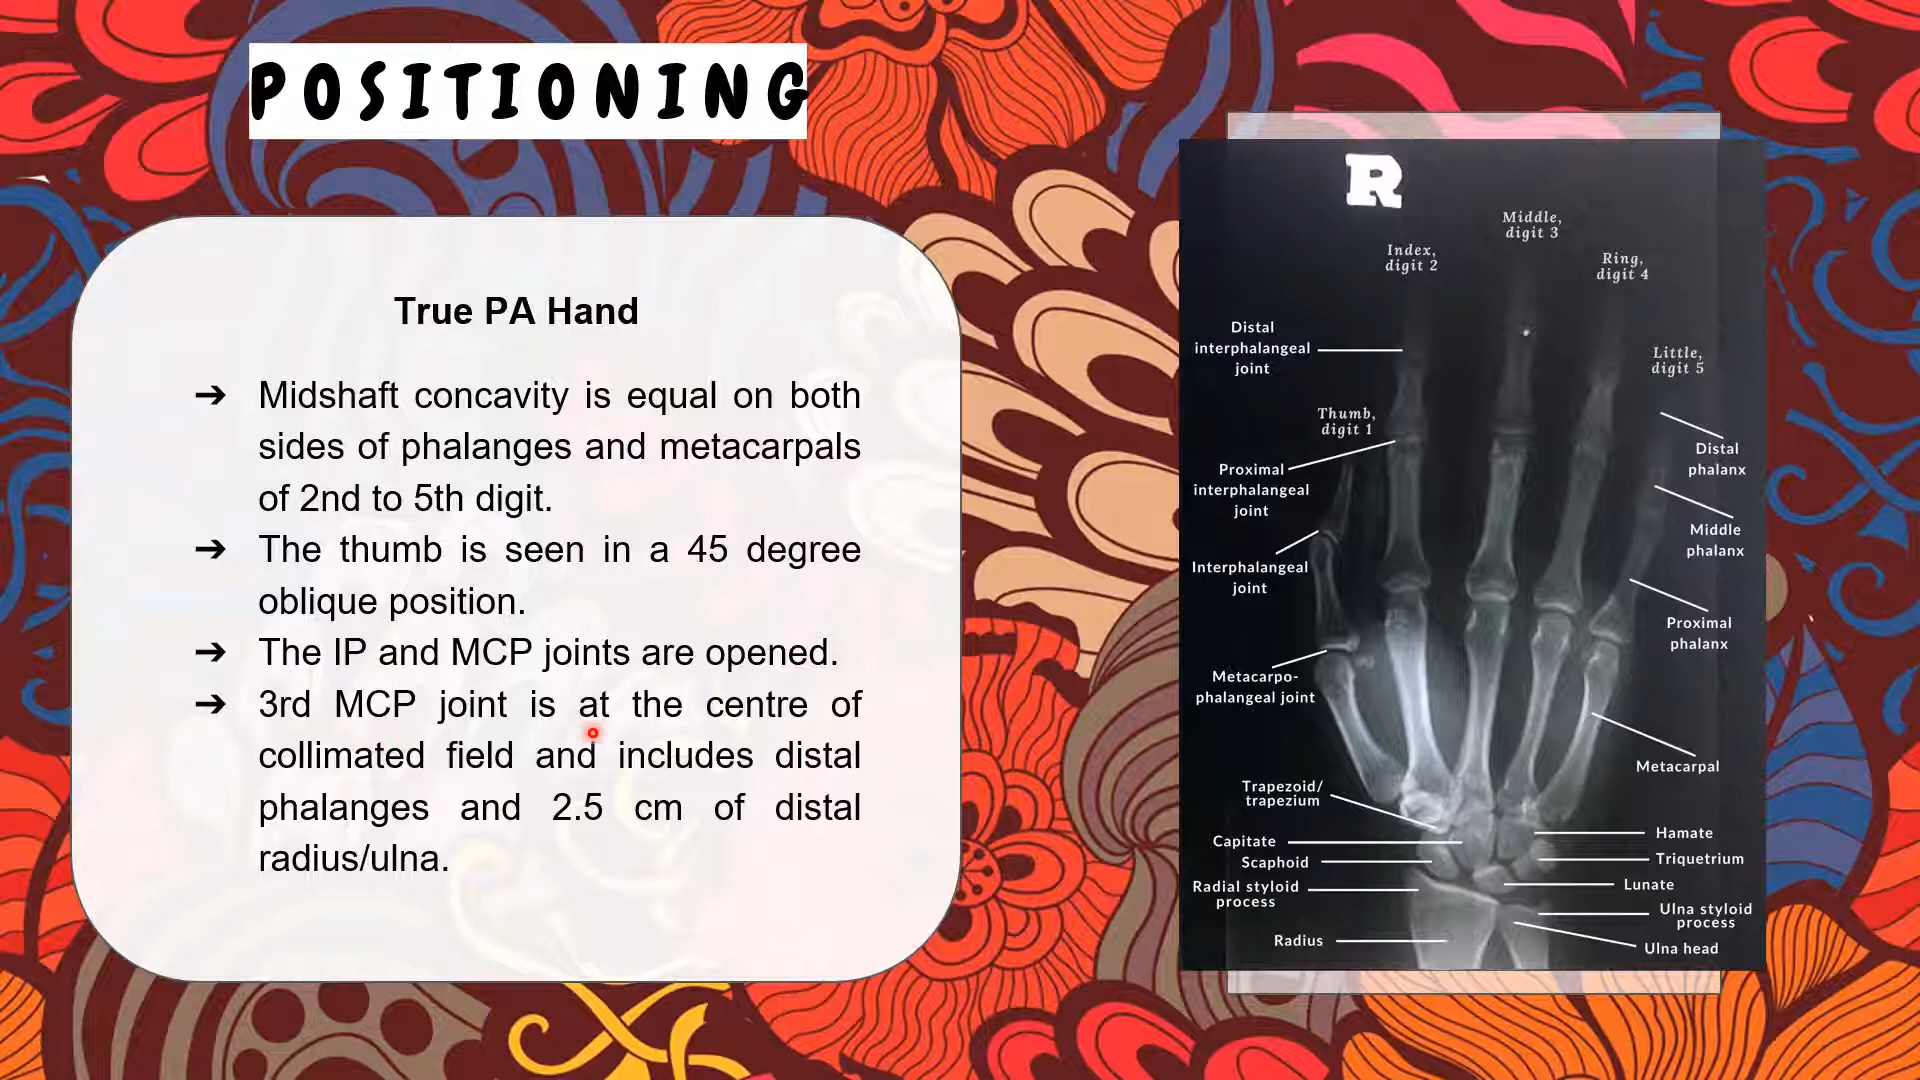 POSITIONING
True PA Hand
➔ Midshaft concavity is equal on both
sides of phalanges and metacarpals
of 2nd to 5th digit.
➔ The thumb is seen in a 45 degree
oblique position.
➔ The IP and MCP joints are opened.
➔ 3rd MCP joint is at the centre of
collimated field and includes distal
phalanges and 2.5 cm of distal
radius/ulna.
R
Middle,
digit 3
Index,
digit 2
Ring,
digit 4
Distal
interphalangeal
joint
Little,
digit 5
Thumb,
digit 1
Distal
phalanx
Proximal
interphalangeal
joint
Middle
phalanx
Interphalangeal
joint
Proximal
phalanx
Metacarpo-
phalangeal joint
Metacarpal
Trapezoid/
trapezium
Hamate
Capitate
Triquetrium
Scaphoid
Lunate
Radial styloid
process
Ulna styloid
process
Radius
Ulna head